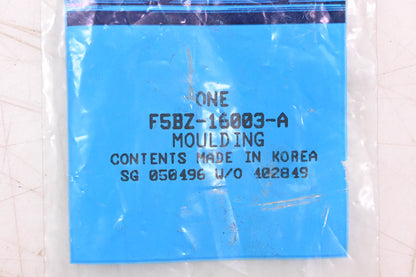 ONE
F5BZ-16003-A
MOULDING
CONTENTS MADE IN KOREA
SG 050496 W/O 402849